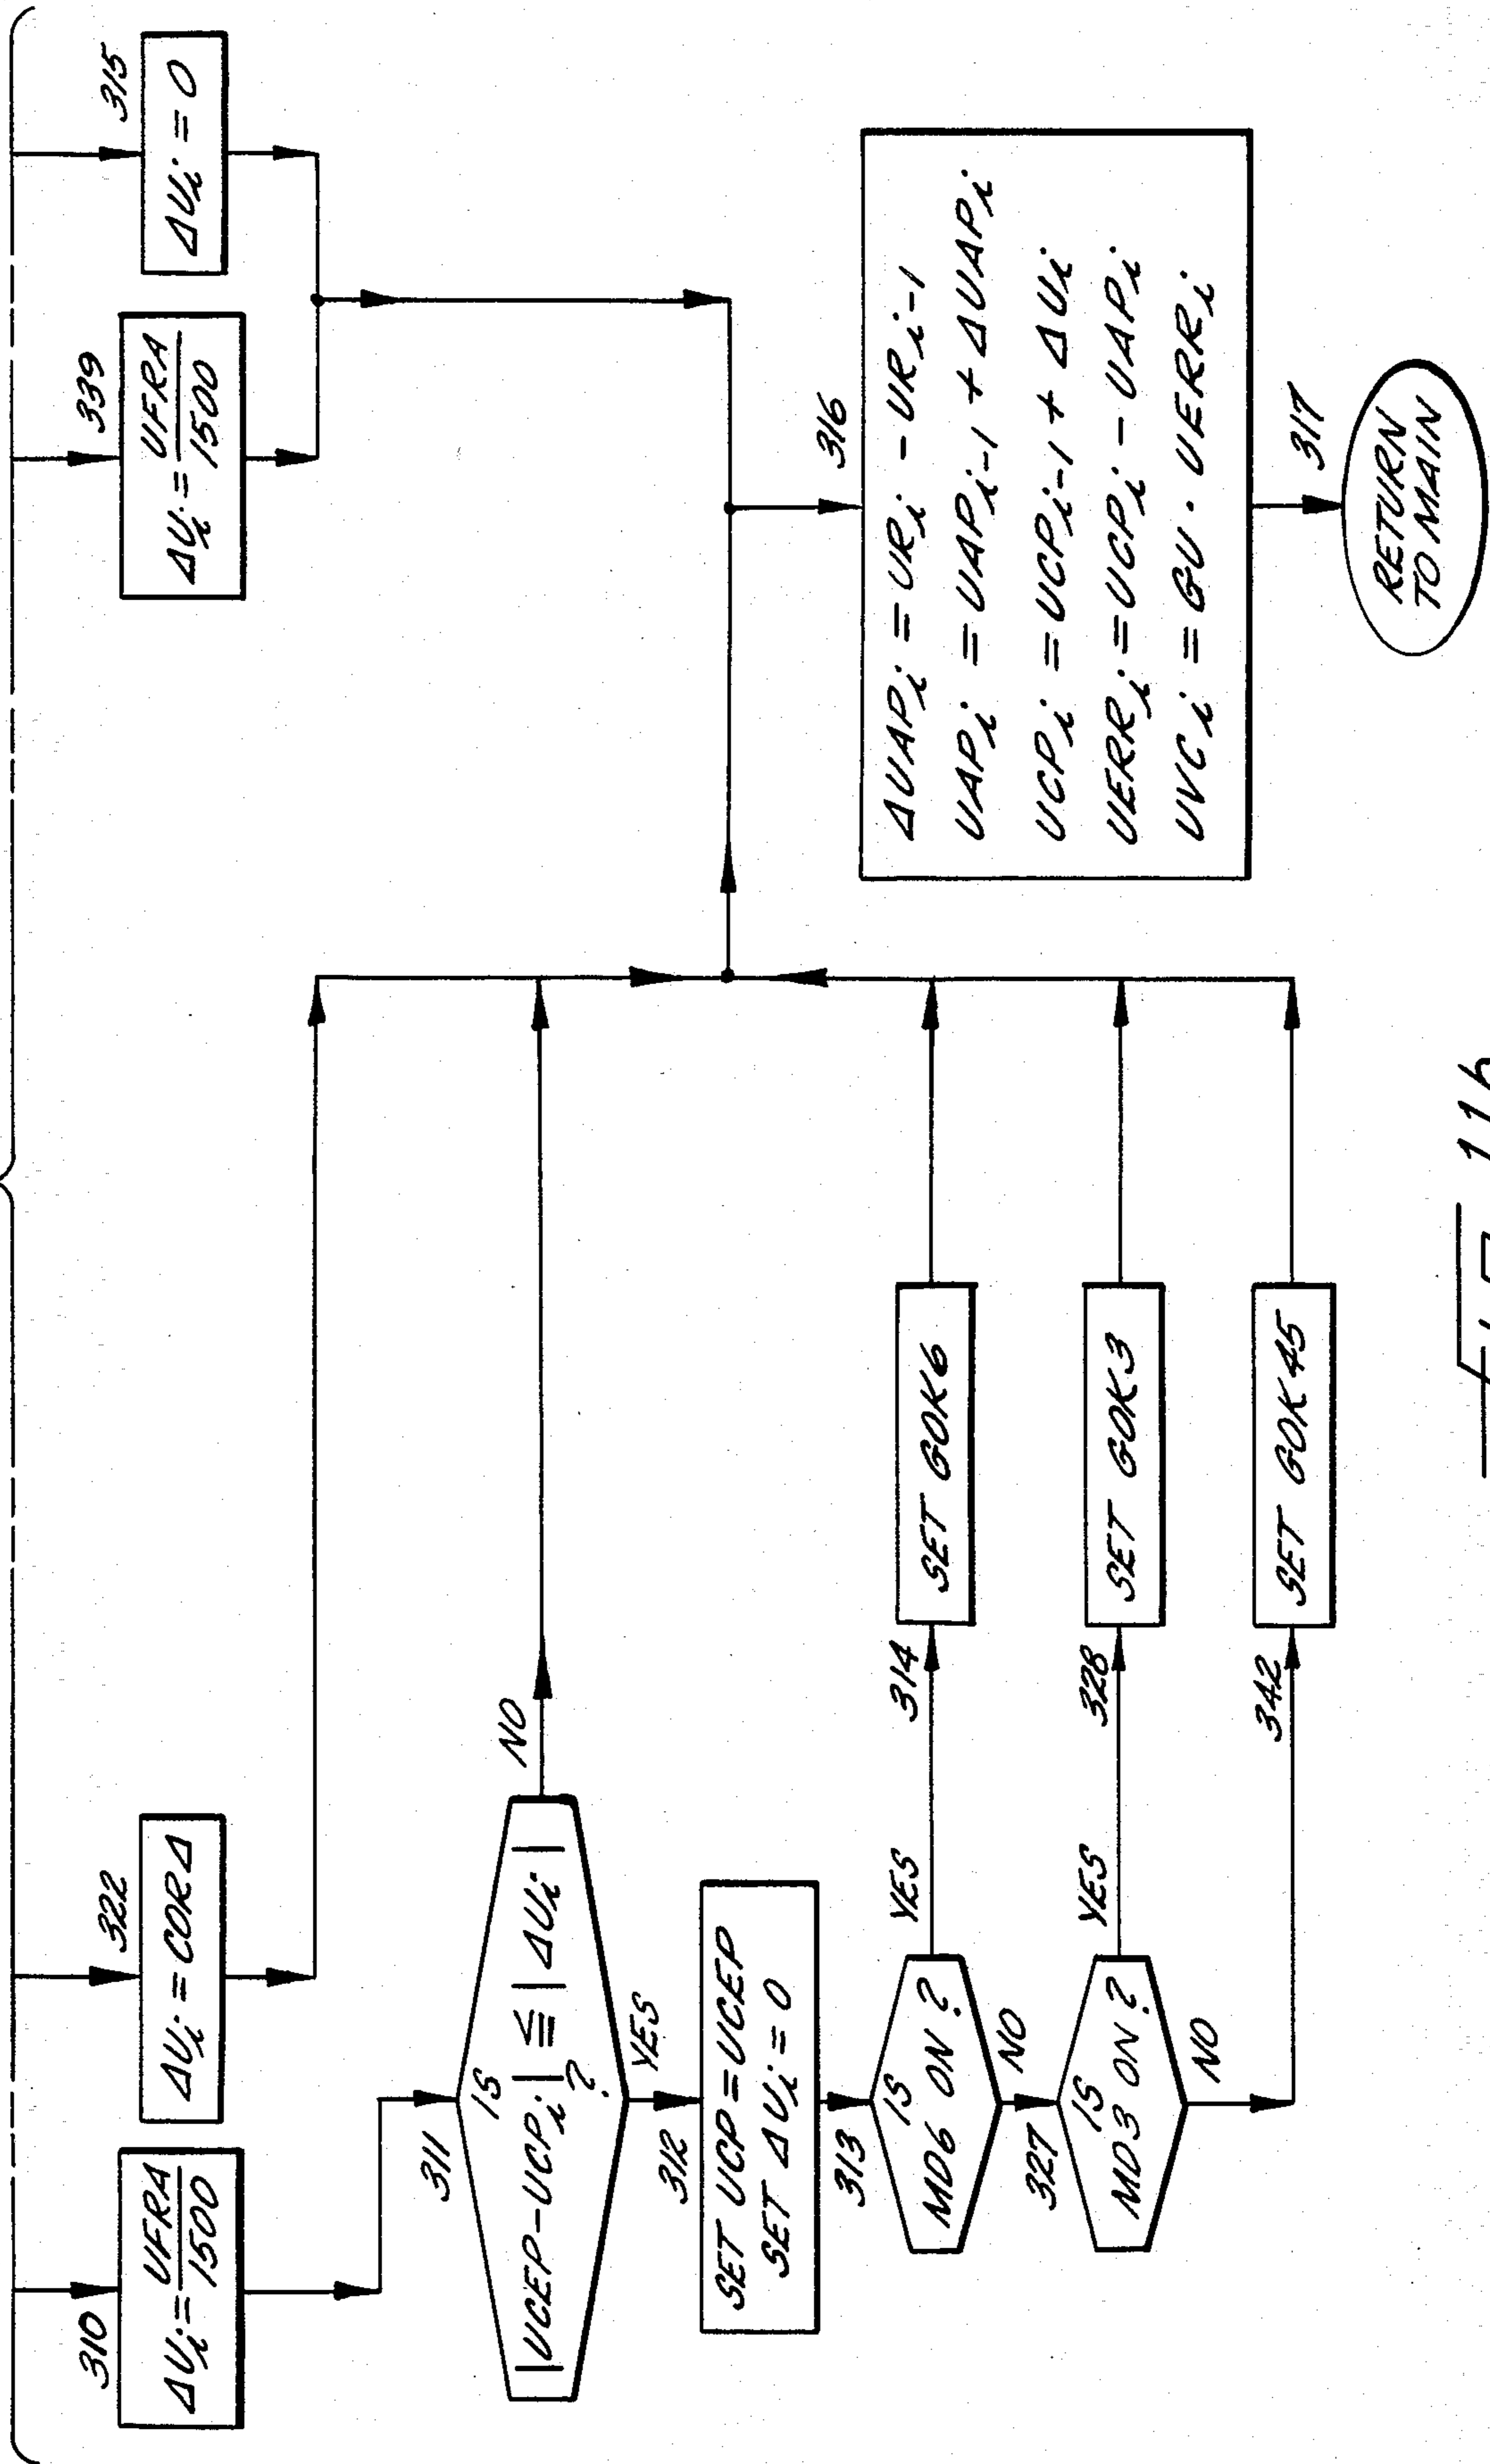 310
ΔUi = UFRA
1500
322
ΔUi = CORΔ
339
ΔUi = UFRA
1500
315
ΔUi = 0
311
IS
|UCEP-UCPi| ≦ |ΔUi|
?
NO
YES
312
SET UCP = UCEP
SET ΔUi = 0
313
IS
MD6 ON ?
YES
NO
314
SET GOK6
327
IS
MD3 ON ?
YES
NO
328
SET GOK3
342
SET GOK45
316
ΔUAPi = URi - URi-1
UAPi = UAPi-1 + ΔUAPi
UCPi = UCPi-1 + ΔUi
UERRi = UCPi - UAPi
UVCi = GU · UERRi
317
RETURN
TO MAIN